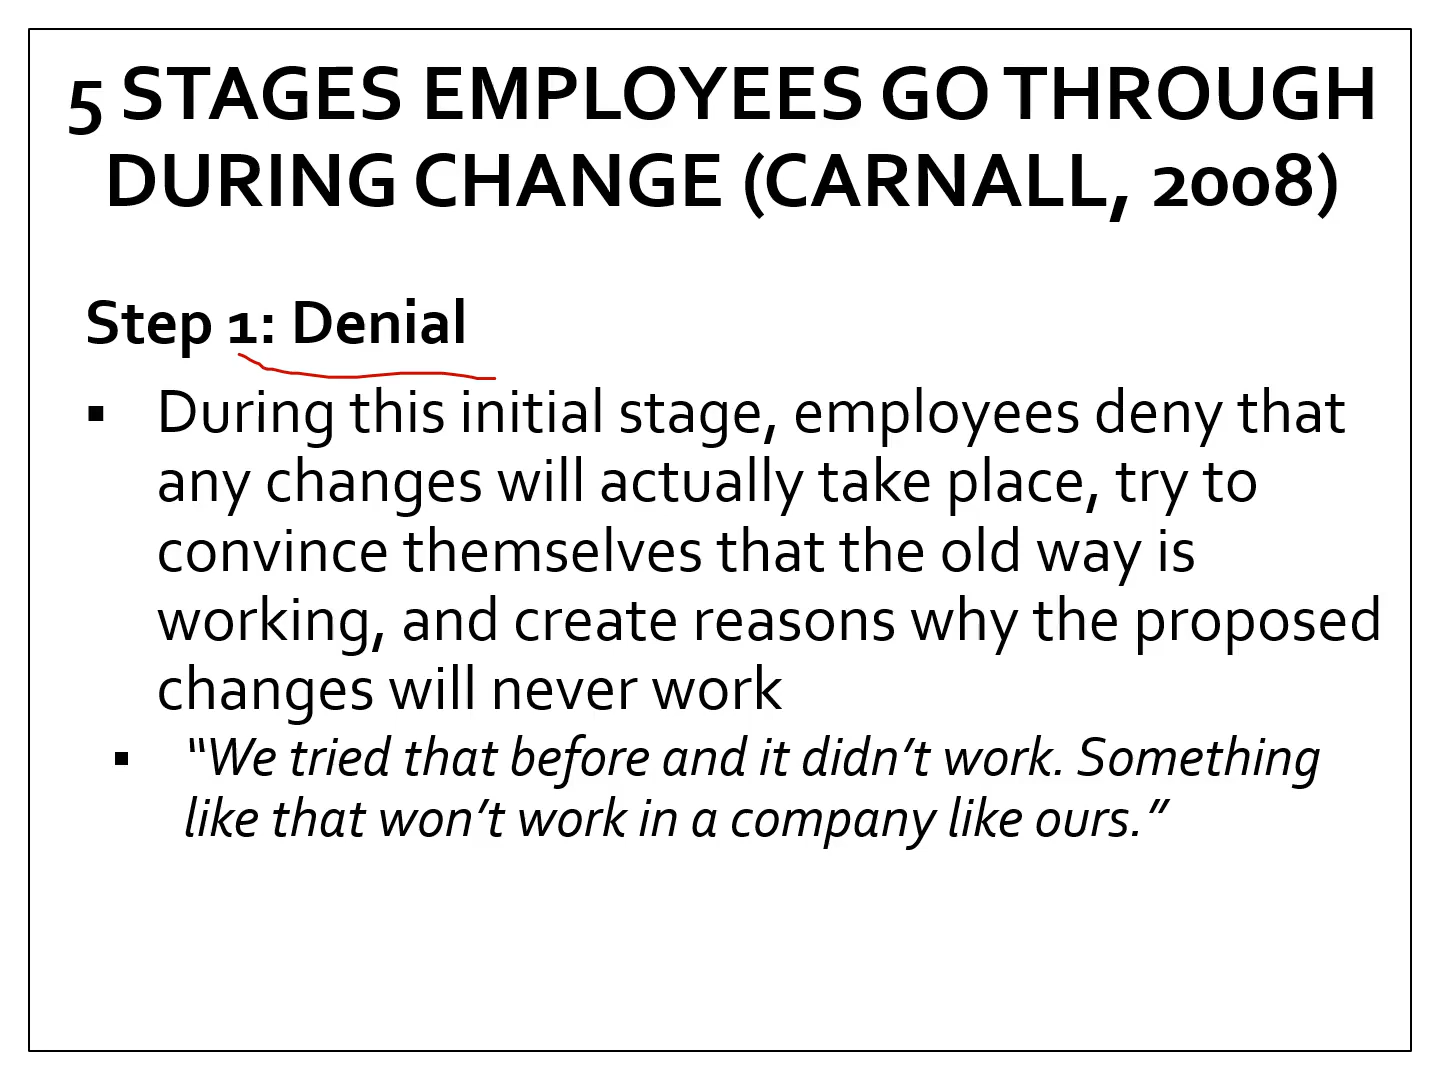 5 STAGES EMPLOYEES GO THROUGH
DURING CHANGE (CARNALL, 2008)
Step 1: Denial
▪ During this initial stage, employees deny that
any changes will actually take place, try to
convince themselves that the old way is
working, and create reasons why the proposed
changes will never work
▪ “We tried that before and it didn’t work. Something
like that won’t work in a company like ours.”